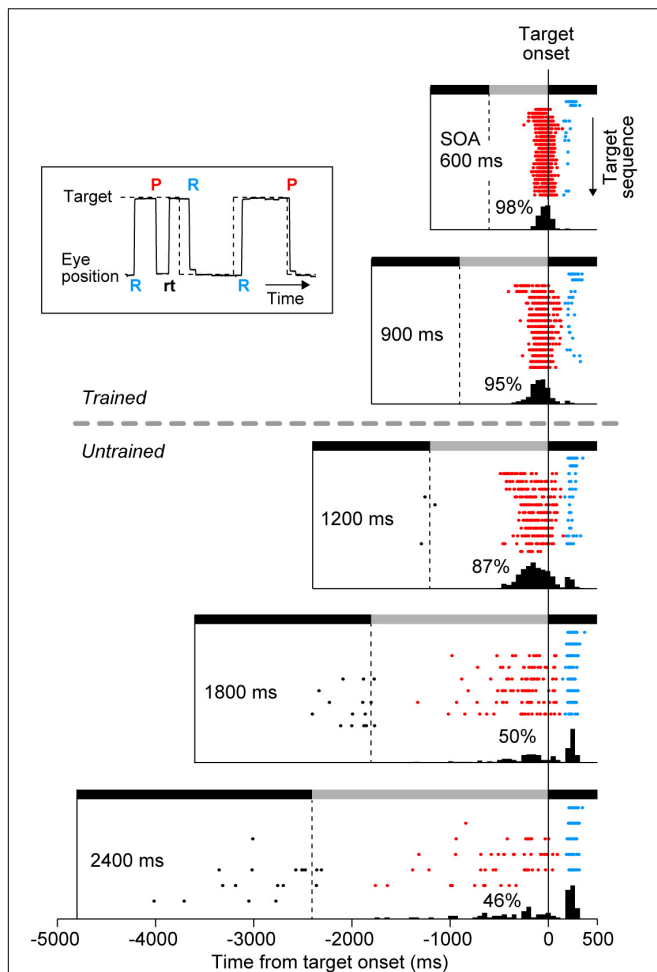 Target
onset
SOA
600 ms
Target
sequence
98%
P
R
P
Target
Eye
position
R
rt
R
Time
900 ms
95%
Trained
Untrained
1200 ms
87%
1800 ms
50%
2400 ms
46%
-5000 -4000 -3000 -2000 -1000 0 500
Time from target onset (ms)